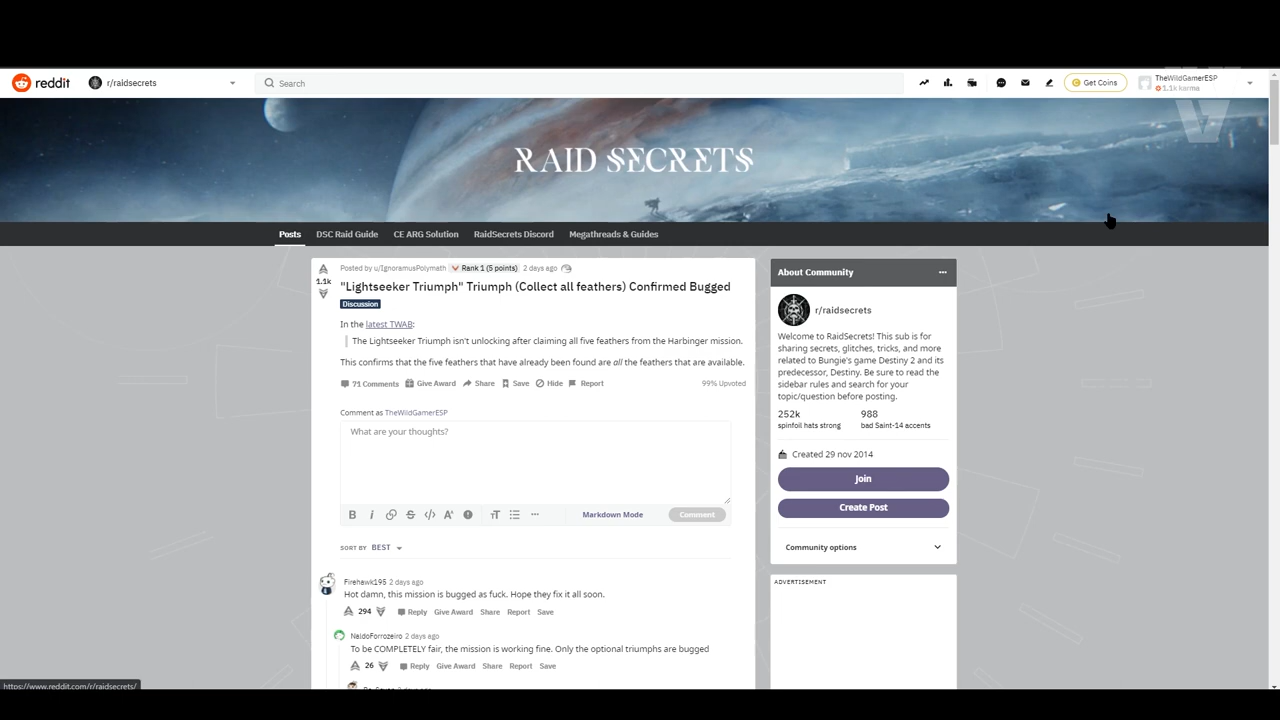 reddit
r/raidsecrets
Search
Get Coins
TheWildGamerESP
1.1k karma
RAID SECRETS
Posts
DSC Raid Guide
CE ARG Solution
RaidSecrets Discord
Megathreads & Guides
1.1k
Posted by u/IgnoramusPolymath Rank 1 (5 points) 2 days ago
"Lightseeker Triumph" Triumph (Collect all feathers) Confirmed Bugged
Discussion
In the latest TWAB:
The Lightseeker Triumph isn't unlocking after claiming all five feathers from the Harbinger mission.
This confirms that the five feathers that have already been found are all the feathers that are available.
71 Comments Give Award Share Save Hide Report 99% Upvoted
Comment as TheWildGamerESP
What are your thoughts?
Markdown Mode Comment
SORT BY BEST
Firehawk195 2 days ago
Hot damn, this mission is bugged as fuck. Hope they fix it all soon.
294 Reply Give Award Share Report Save
NaldoForrozeiro 2 days ago
To be COMPLETELY fair, the mission is working fine. Only the optional triumphs are bugged
26 Reply Give Award Share Report Save
About Community
r/raidsecrets
Welcome to RaidSecrets! This sub is for
sharing secrets, glitches, tricks, and more
related to Bungie's game Destiny 2 and its
predecessor, Destiny. Be sure to read the
sidebar rules and search for your
topic/question before posting.
252k 988
spinfoil hats strong bad Saint-14 accents
Created 29 nov 2014
Join
Create Post
Community options
ADVERTISEMENT
https://www.reddit.com/r/raidsecrets/